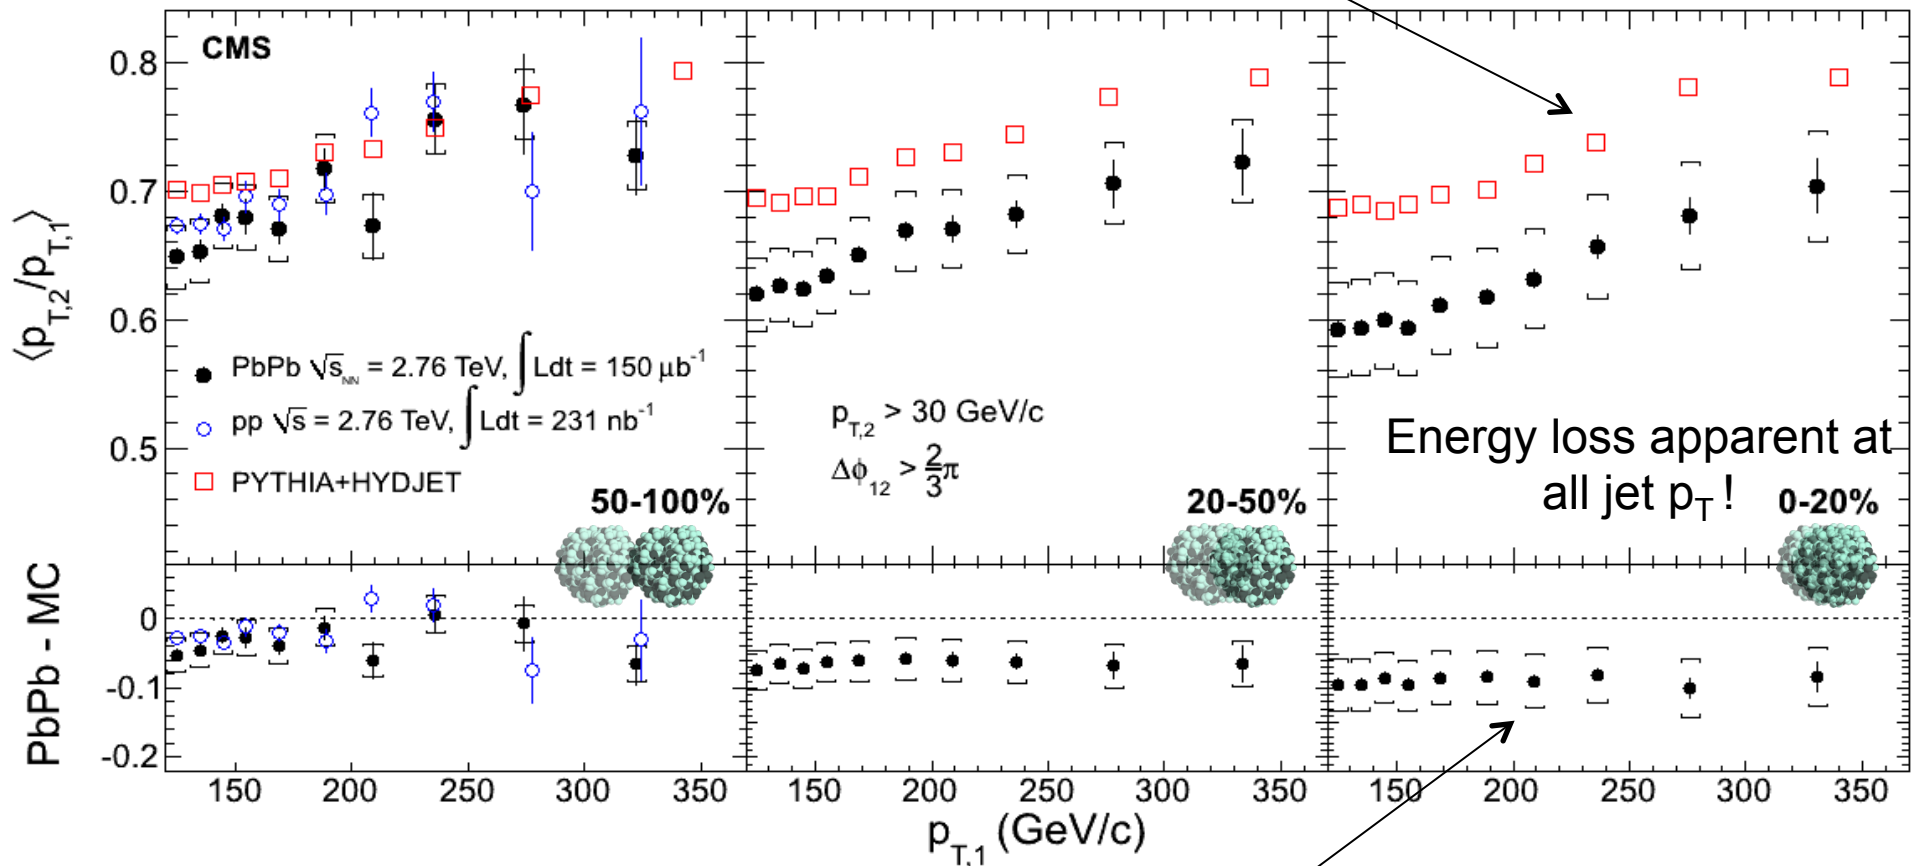 CMS
0.8
0.7
0.6
0.5
⟨p_T,2/p_T,1⟩
PbPb √s_NN = 2.76 TeV, ∫ Ldt = 150 μb⁻¹
pp √s = 2.76 TeV, ∫ Ldt = 231 nb⁻¹
PYTHIA+HYDJET
50-100%
p_T,2 > 30 GeV/c
Δϕ_12 > 2/3 π
20-50%
Energy loss apparent at
all jet p_T !
0-20%
PbPb - MC
0
-0.1
-0.2
150 200 250 300 350 150 200 250 300 350 150 200 250 300 350
p_T,1 (GeV/c)